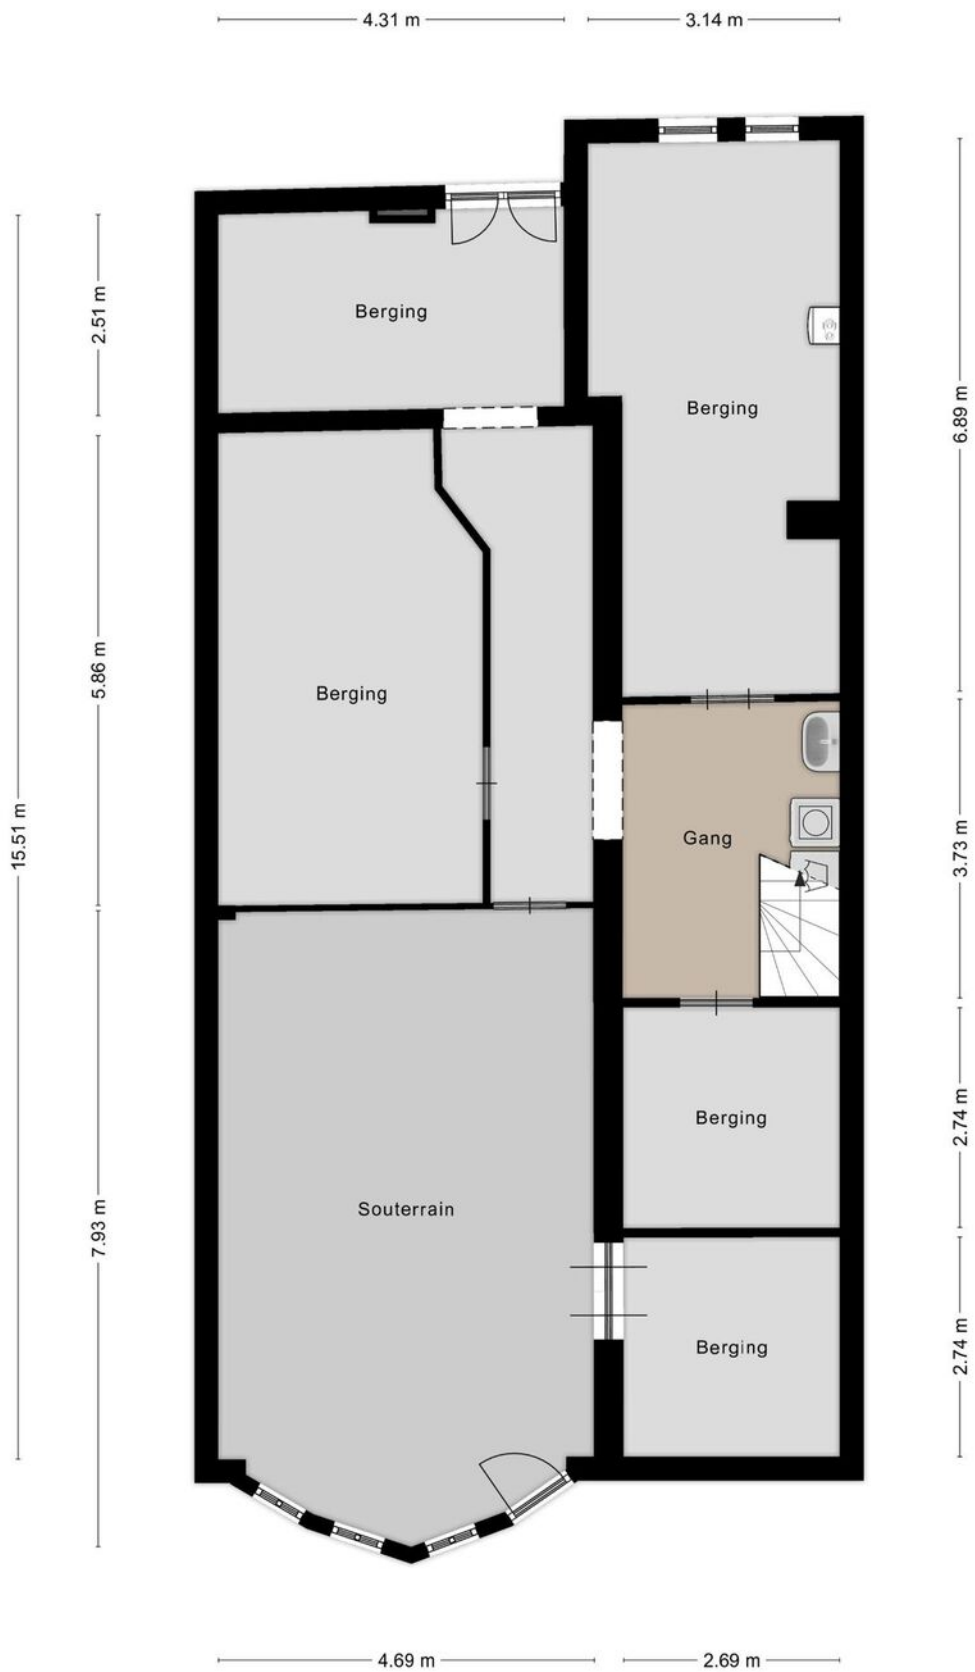 4.31 m
3.14 m
Berging
2.51 m
Berging
6.89 m
Berging
5.86 m
15.51 m
Gang
3.73 m
Berging
2.74 m
Souterrain
7.93 m
Berging
2.74 m
4.69 m
2.69 m